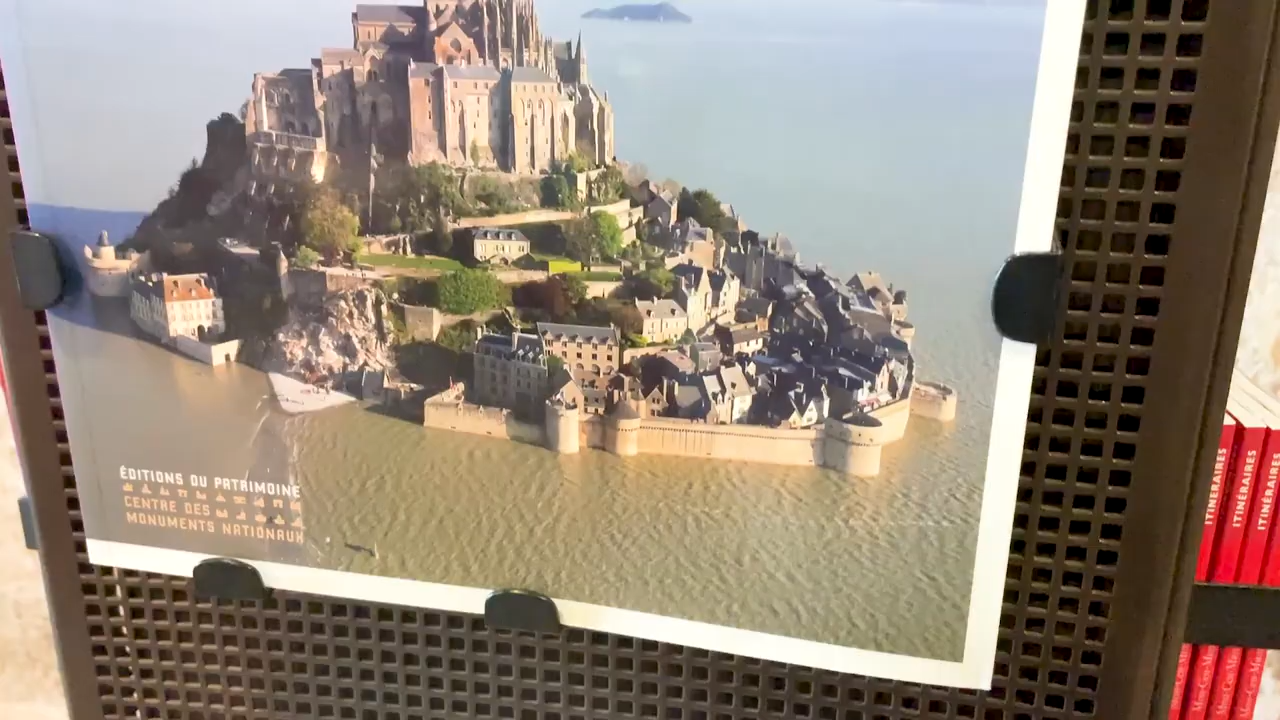 ÉDITIONS DU PATRIMOINE
CENTRE DES
MONUMENTS NATIONAUX
ITINÉRAIRES
ITINÉRAIRES
ITINÉRAIRES